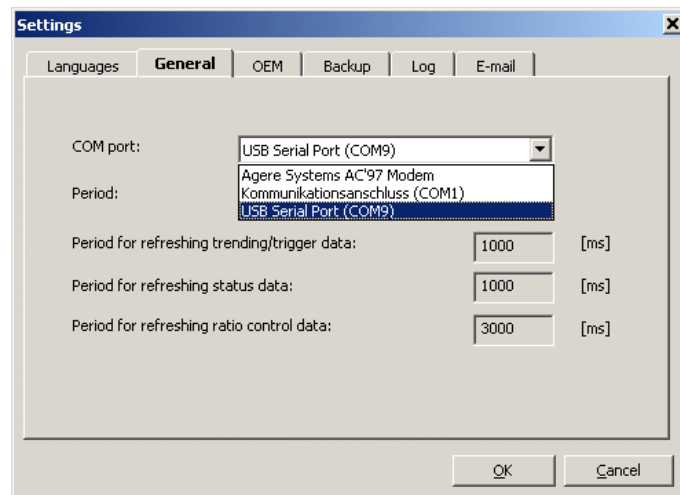 Settings
Languages General OEM Backup Log E-mail
COM port: USB Serial Port (COM9)
Agere Systems AC'97 Modem
Period: Kommunikationsanschluss (COM1)
USB Serial Port (COM9)
Period for refreshing trending/trigger data: 1000 [ms]
Period for refreshing status data: 1000 [ms]
Period for refreshing ratio control data: 3000 [ms]
OK Cancel